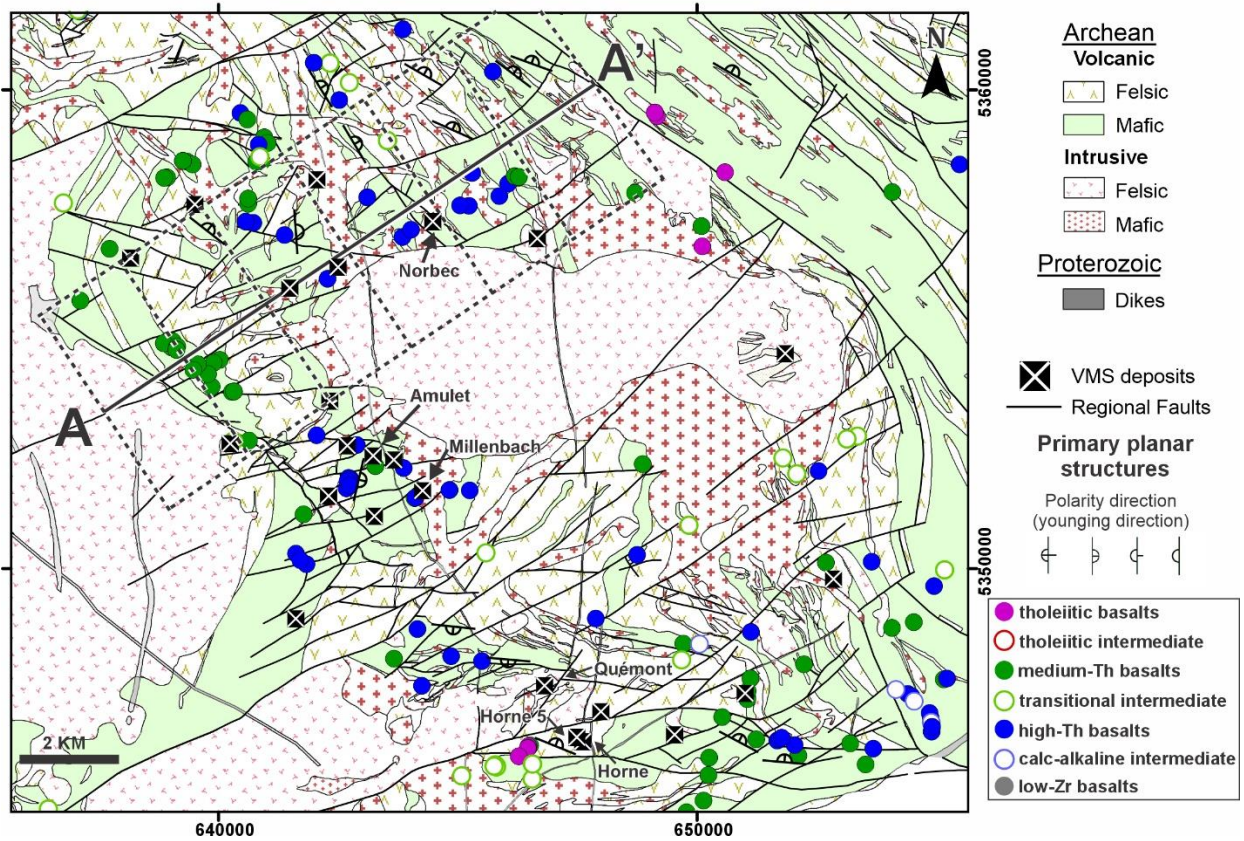 A'
N
5360000
Norbec
A
Amulet
Millenbach
5350000
Quémont
Horne 5
Horne
2 KM
640000
650000
Archean
Volcanic
Felsic
Mafic
Intrusive
Felsic
Mafic
Proterozoic
Dikes
VMS deposits
Regional Faults
Primary planar
structures
Polarity direction
(younging direction)
tholeiitic basalts
tholeiitic intermediate
medium-Th basalts
transitional intermediate
high-Th basalts
calc-alkaline intermediate
low-Zr basalts